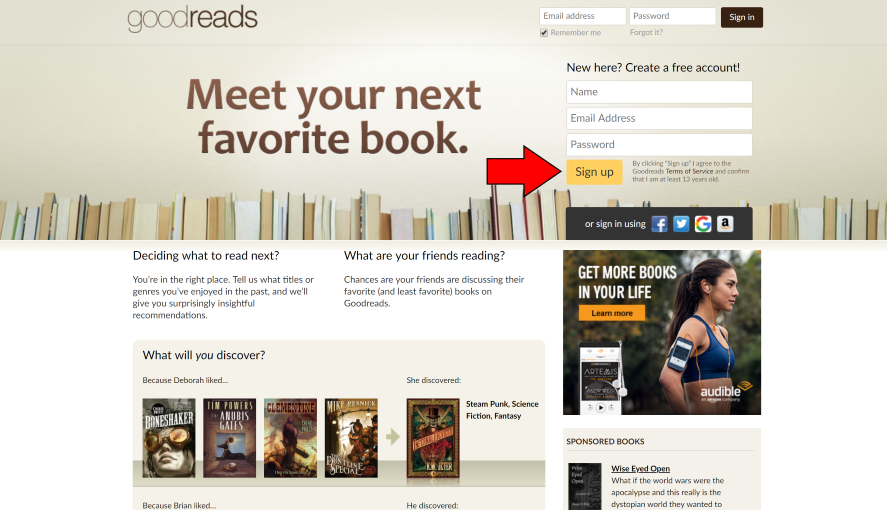 goodreads
Email address
Password
Sign in
Remember me
Forgot it?
New here? Create a free account!
Name
Email Address
Password
Sign up
By clicking "Sign up" I agree to the
Goodreads Terms of Service and confirm
that I am at least 13 years old.
or sign in using
Meet your next
favorite book.
Deciding what to read next?
You're in the right place. Tell us what titles or
genres you've enjoyed in the past, and we'll
give you surprisingly insightful
recommendations.
What are your friends reading?
Chances are your friends are discussing their
favorite (and least favorite) books on
Goodreads.
GET MORE BOOKS
IN YOUR LIFE
Learn more
ARTEMIS
audible
an amazon company
What will you discover?
Because Deborah liked...
She discovered:
BONESHAKER
TIM POWERS
THE ANUBIS
GATES
CLEMENTINE
MIKE RESNICK
THE BUNTLINE
SPECIAL
INFERNAL DEVICES
K.W. JETER
Steam Punk, Science
Fiction, Fantasy
Because Brian liked...
He discovered:
SPONSORED BOOKS
Wise
Eyed
Open
Wise Eyed Open
What if the world wars were the
apocalypse and this really is the
dystopian world they wanted to